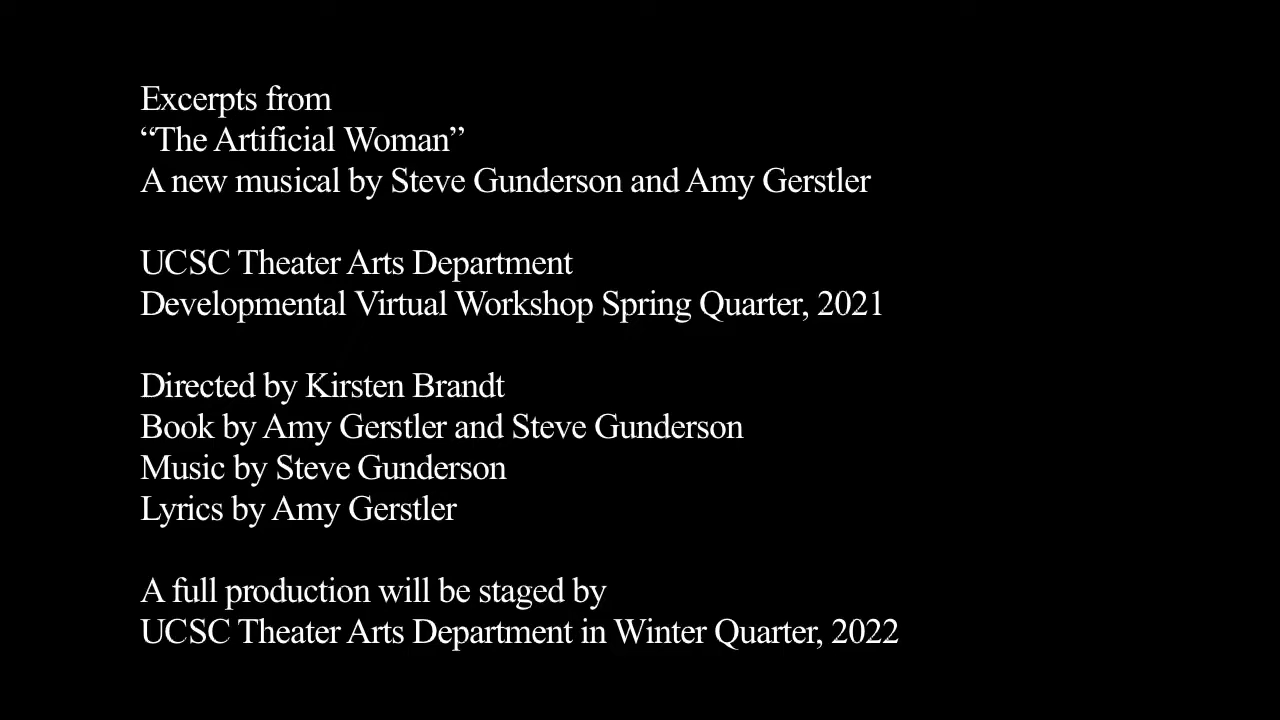 Excerpts from
“The Artificial Woman”
A new musical by Steve Gunderson and Amy Gerstler
UCSC Theater Arts Department
Developmental Virtual Workshop Spring Quarter, 2021
Directed by Kirsten Brandt
Book by Amy Gerstler and Steve Gunderson
Music by Steve Gunderson
Lyrics by Amy Gerstler
A full production will be staged by
UCSC Theater Arts Department in Winter Quarter, 2022